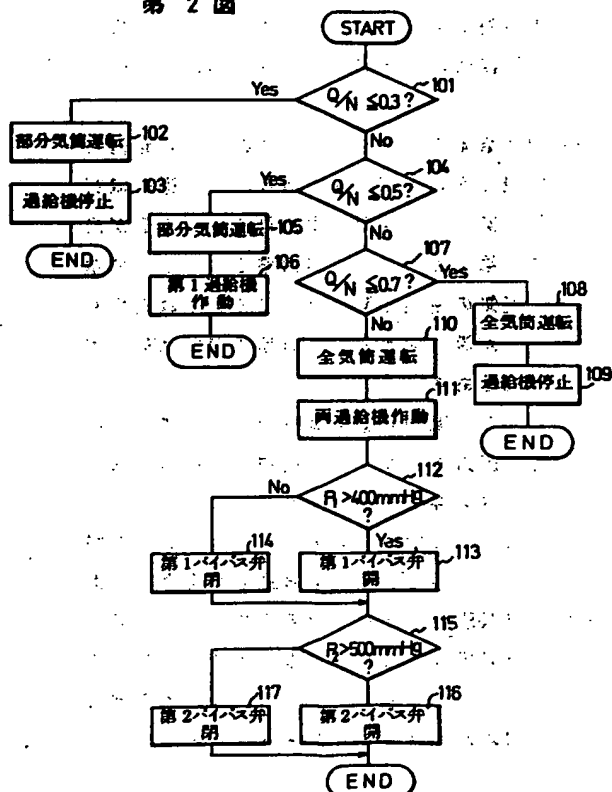 第 2 図
START
Q/N ≤0.3?
101
Yes
No
部分気筒運転
102
過給機停止
103
END
Q/N ≤0.5?
104
Yes
No
部分気筒運転
105
第1過給機
作動
106
END
Q/N ≤0.7?
107
Yes
No
全気筒運転
108
過給機停止
109
END
全気筒運転
110
両過給機作動
111
P₁>400mmHg
?
112
No
Yes
第1バイパス弁
閉
114
第1バイパス弁
開
113
P₂>500mmHg
?
115
第2バイパス弁
閉
117
第2バイパス弁
開
116
END